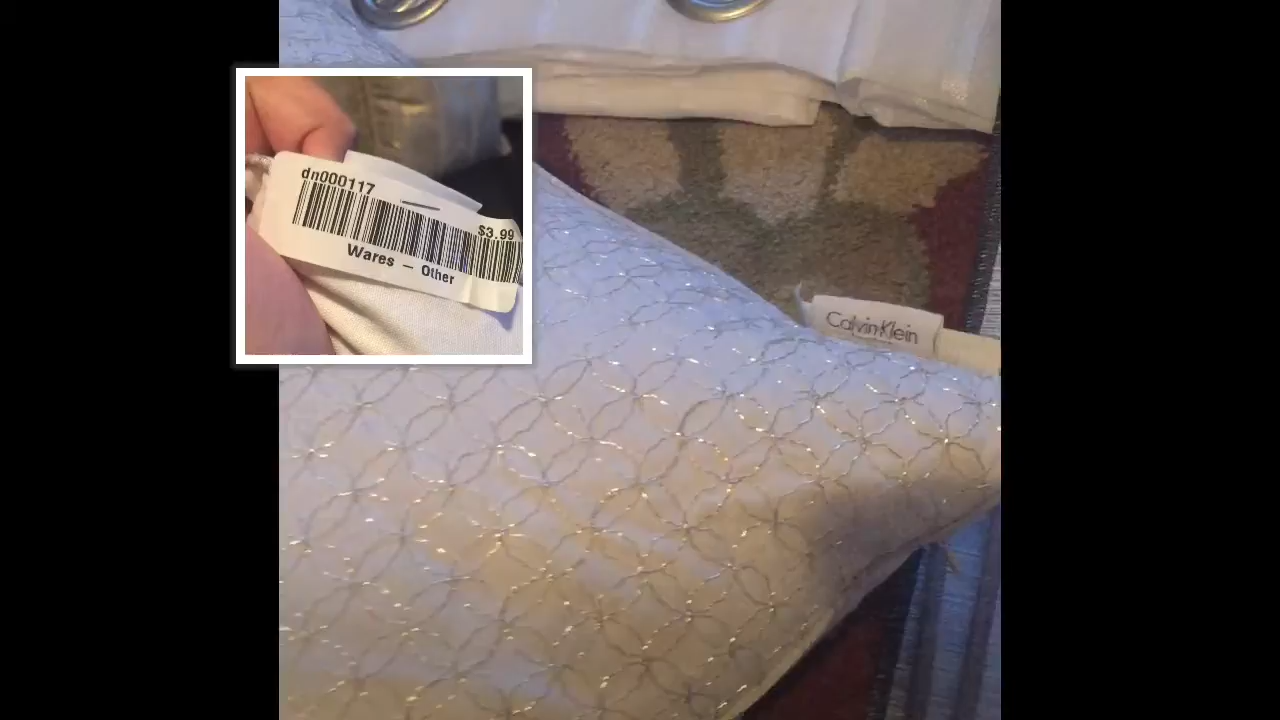 dn000117
$3.99
Wares — Other
Calvin Klein